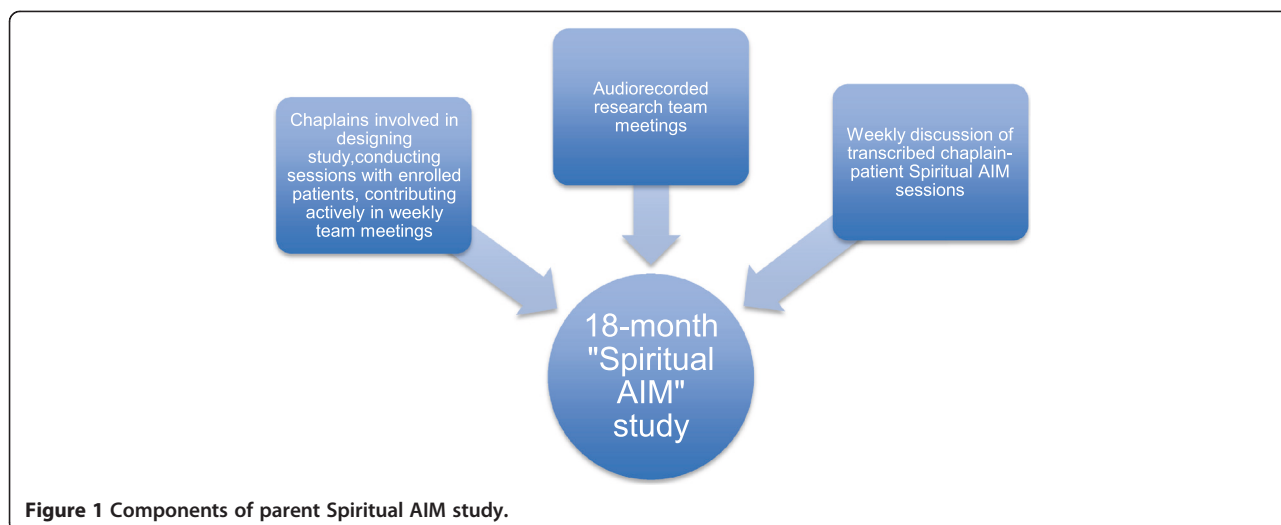 Chaplains involved in
designing
study,conducting
sessions with enrolled
patients, contributing
actively in weekly
team meetings
Audiorecorded
research team
meetings
Weekly discussion of
transcribed chaplain-
patient Spiritual AIM
sessions
18-month
"Spiritual
AIM"
study
Figure 1 Components of parent Spiritual AIM study.